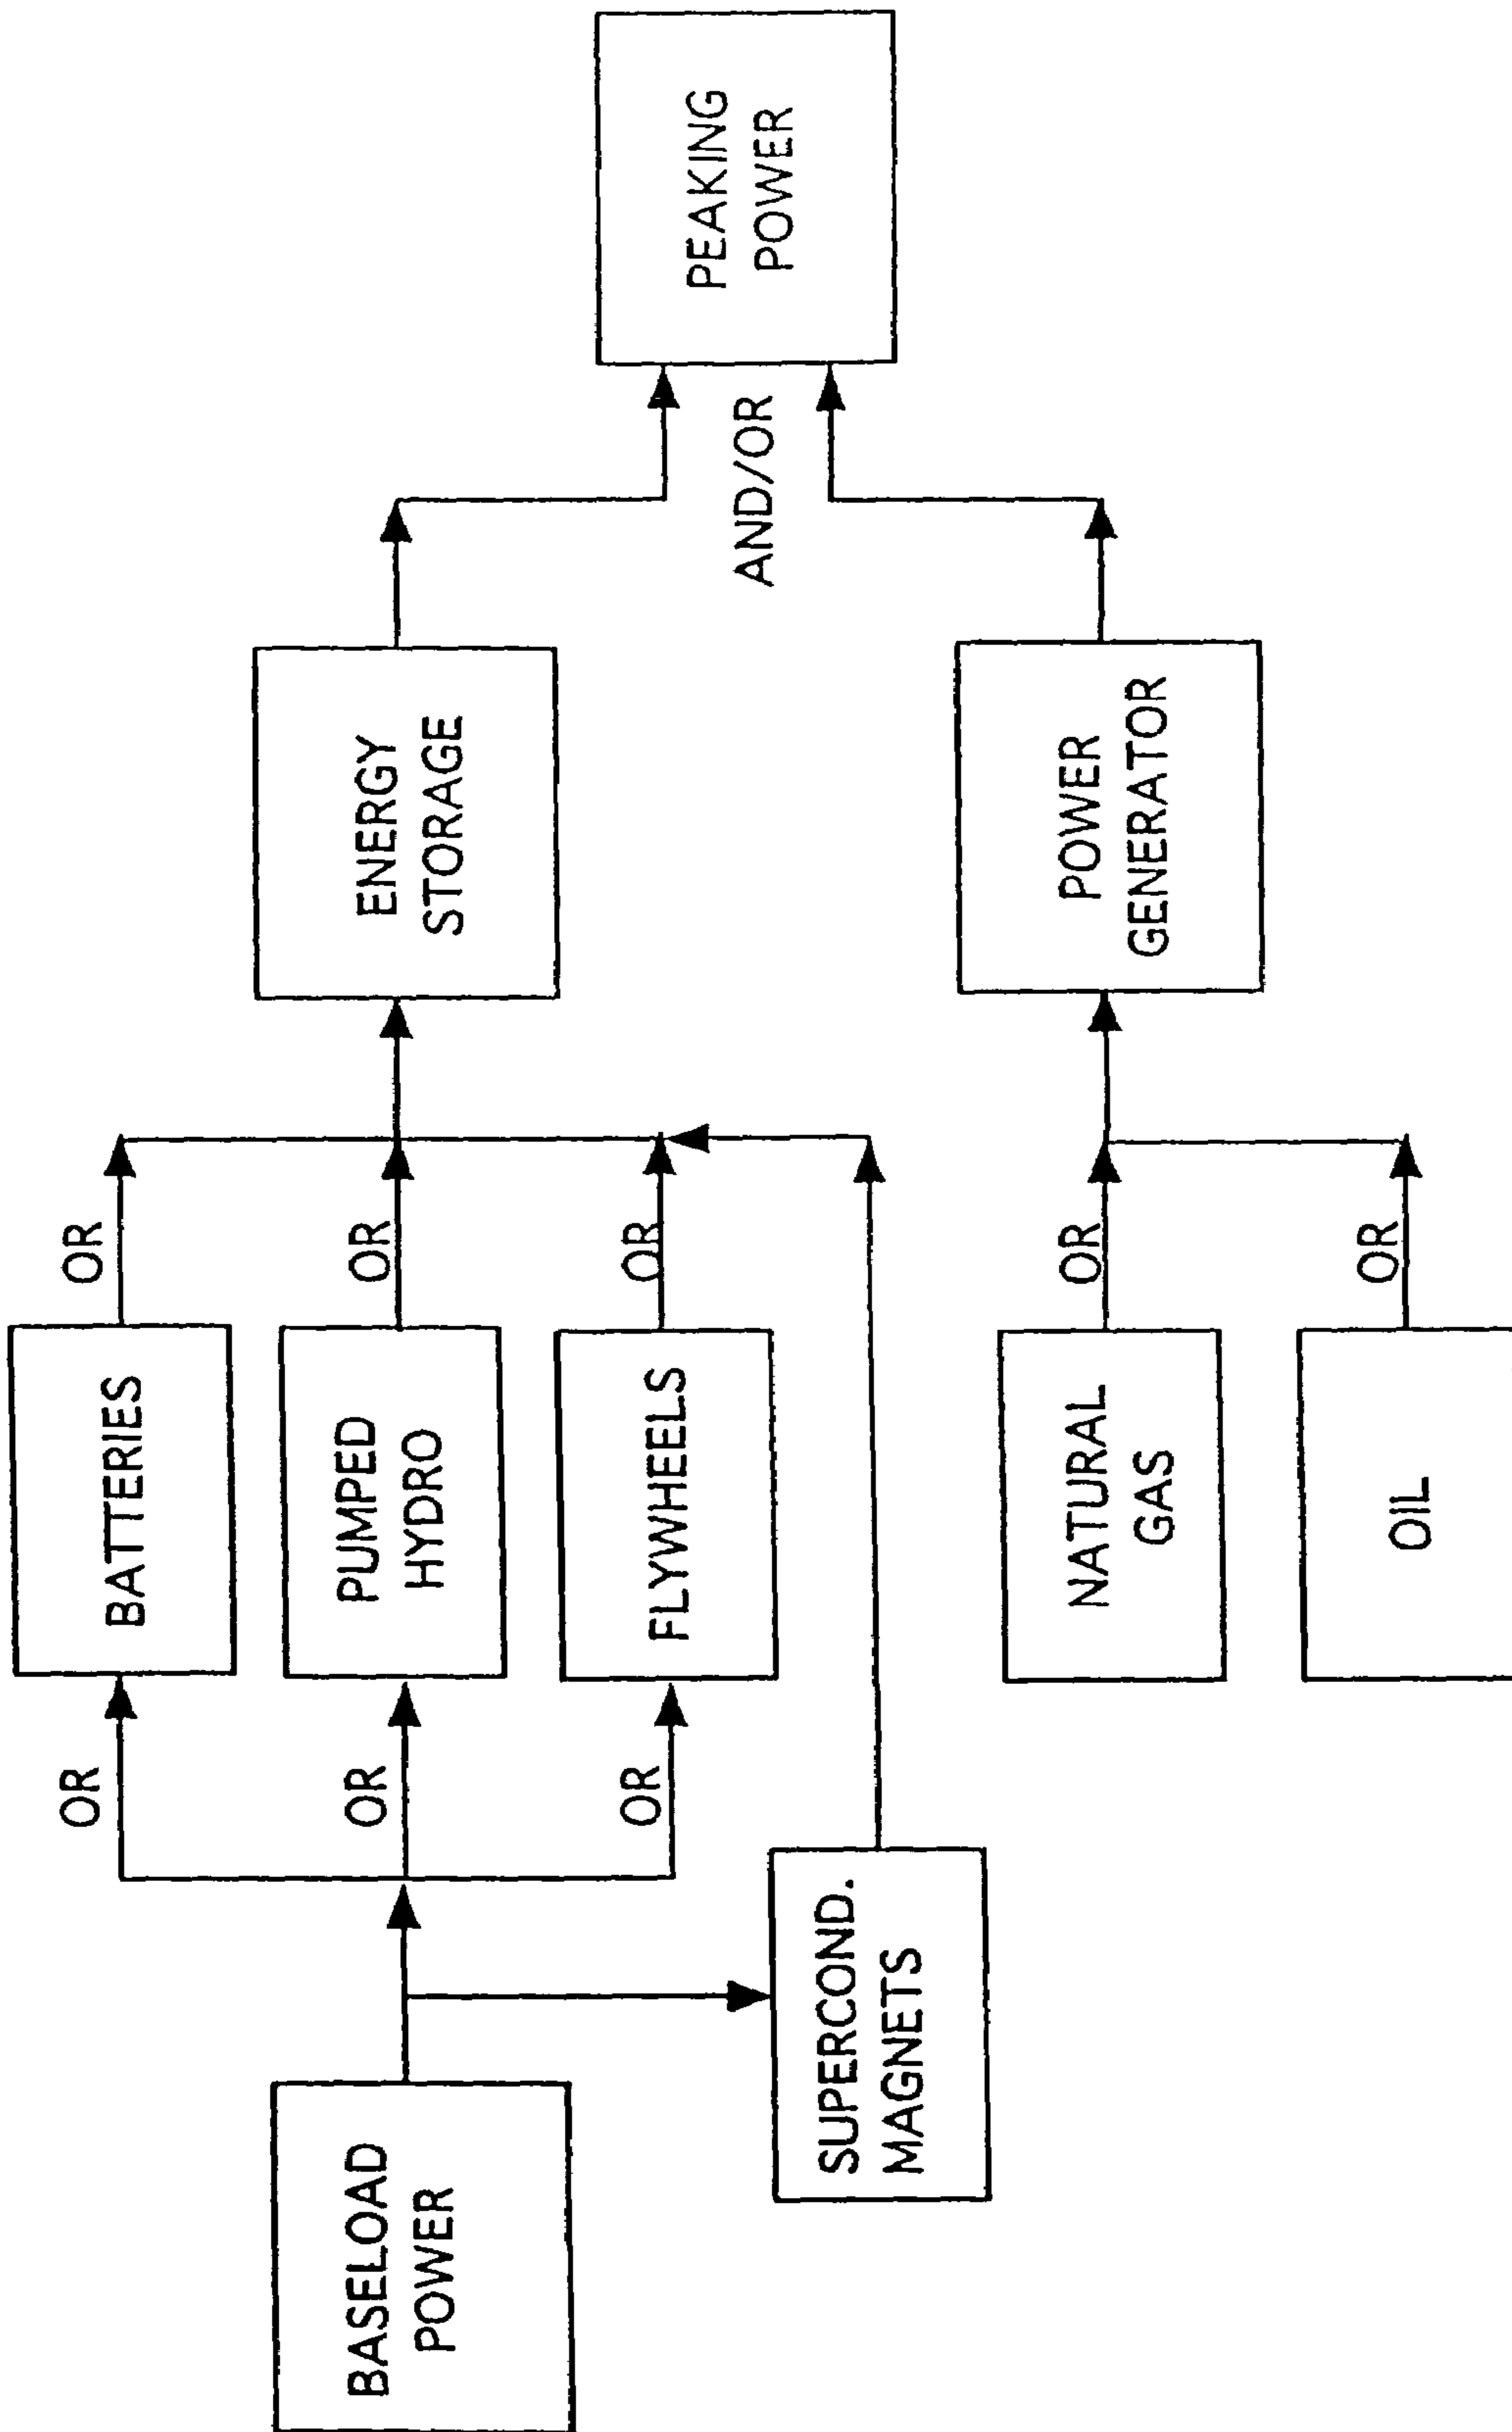 BASELOAD
POWER
SUPERCOND.
MAGNETS
OR
OR
OR
BATTERIES
PUMPED
HYDRO
FLYWHEELS
NATURAL
GAS
OIL
OR
OR
OR
OR
OR
ENERGY
STORAGE
POWER
GENERATOR
AND/OR
PEAKING
POWER